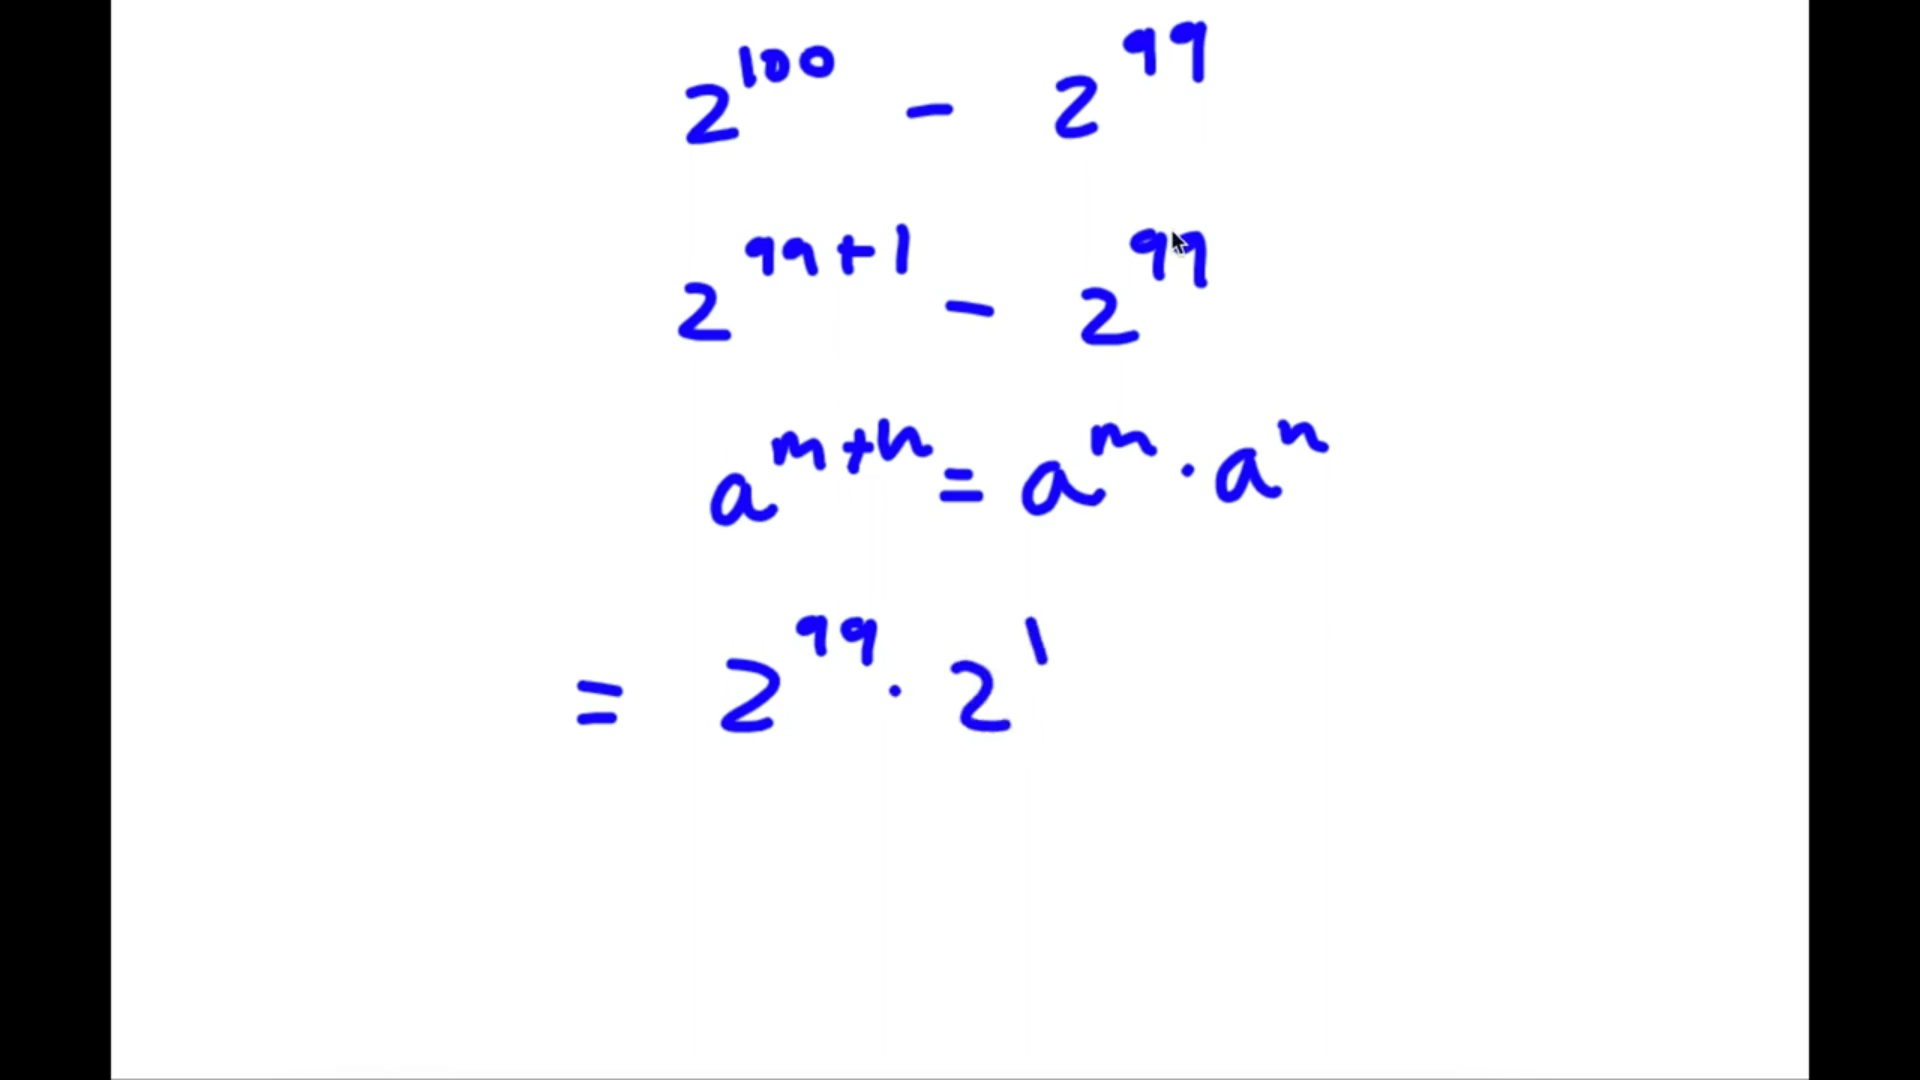 2^100 - 2^99
2^99+1 - 2^99
a^m+n = a^m · a^n
= 2^99 · 2^1